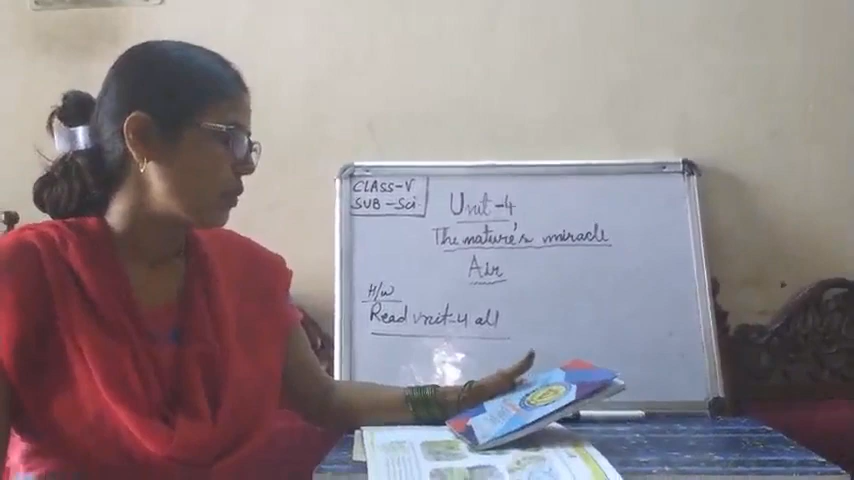 CLASS-V
SUB-Sci
Unit-4
The nature's miracle
Air
H/W
Read unit-4 all